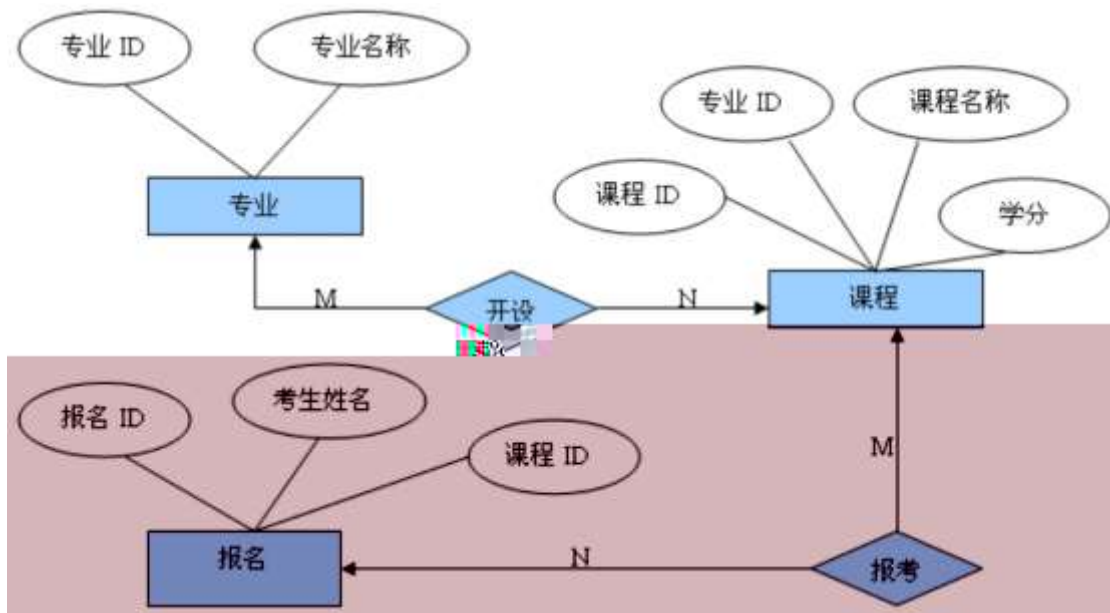 专业 ID
专业名称
专业 ID
课程名称
课程 ID
学分
专业
课程
M
开设
N
报名 ID
考生姓名
课程 ID
M
报名
N
报考